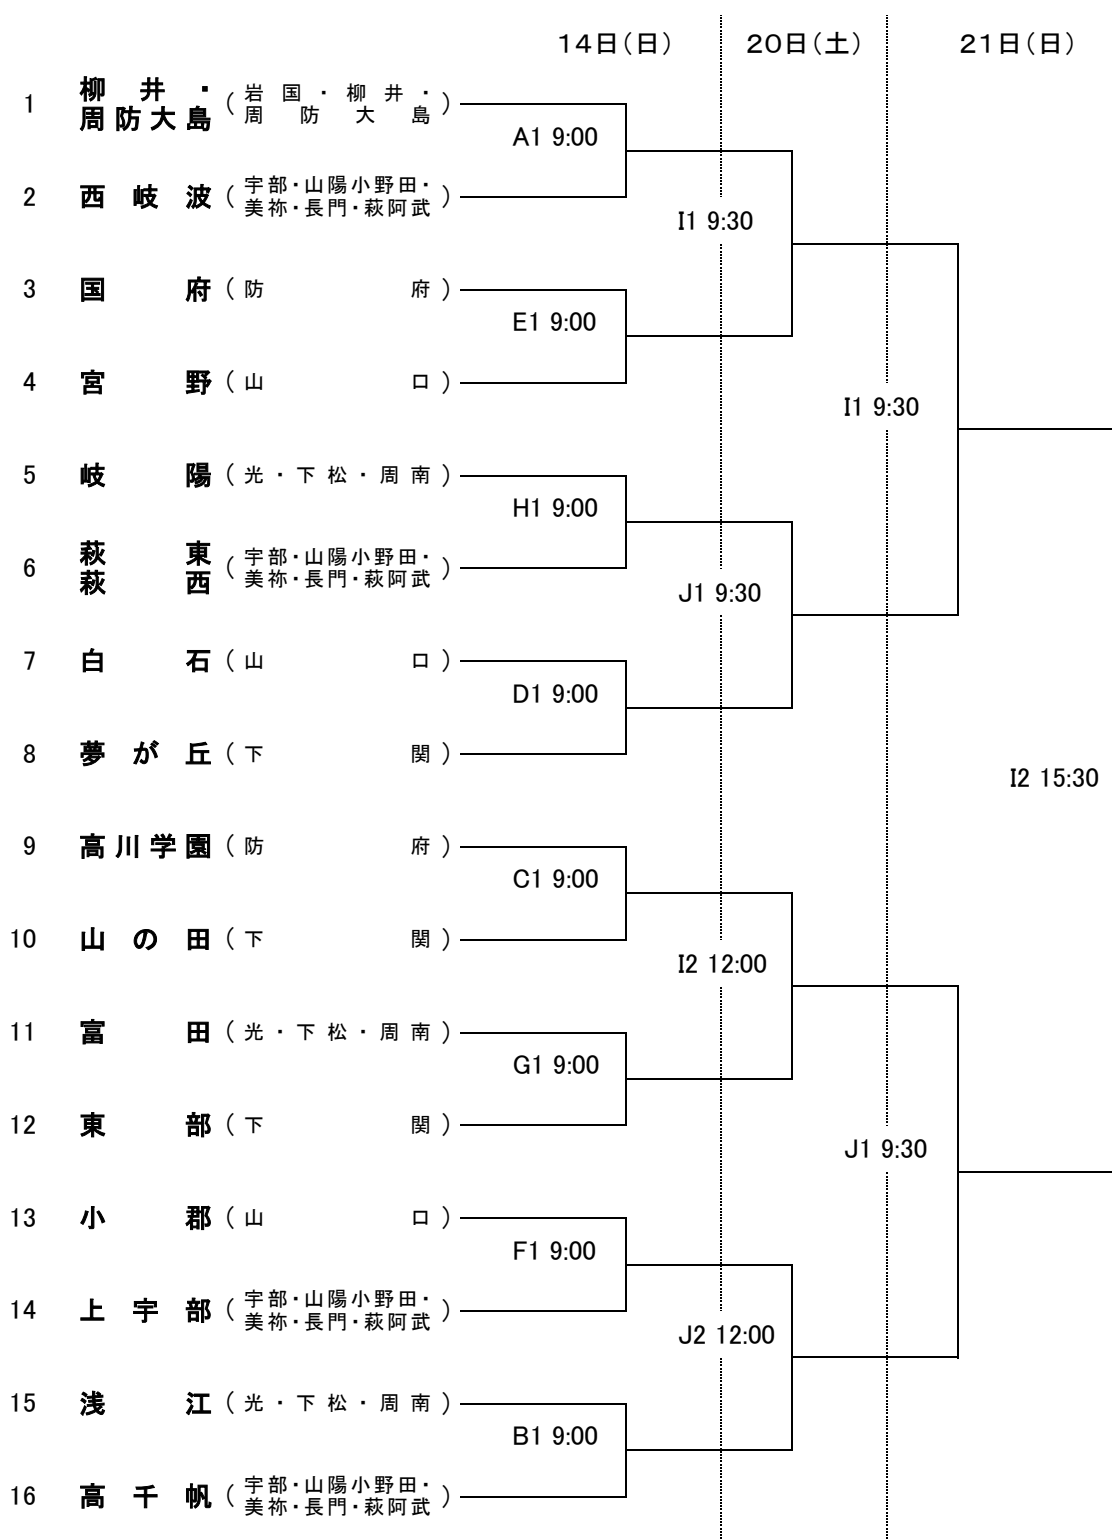 14日（日） 20日（土） 21日（日）
1 柳井・周防大島 （岩国・柳井・周防大島）
A1 9:00
2 西岐波 （宇部・山陽小野田・美祢・長門・萩阿武）
I1 9:30
3 国府 （防府）
E1 9:00
4 宮野 （山口）
I1 9:30
5 岐陽 （光・下松・周南）
H1 9:00
6 萩東萩西 （宇部・山陽小野田・美祢・長門・萩阿武）
J1 9:30
7 白石 （山口）
D1 9:00
8 夢が丘 （下関）
I2 15:30
9 高川学園 （防府）
C1 9:00
10 山の田 （下関）
I2 12:00
11 富田 （光・下松・周南）
G1 9:00
12 東部 （下関）
J1 9:30
13 小郡 （山口）
F1 9:00
14 上宇部 （宇部・山陽小野田・美祢・長門・萩阿武）
J2 12:00
15 浅江 （光・下松・周南）
B1 9:00
16 高千帆 （宇部・山陽小野田・美祢・長門・萩阿武）